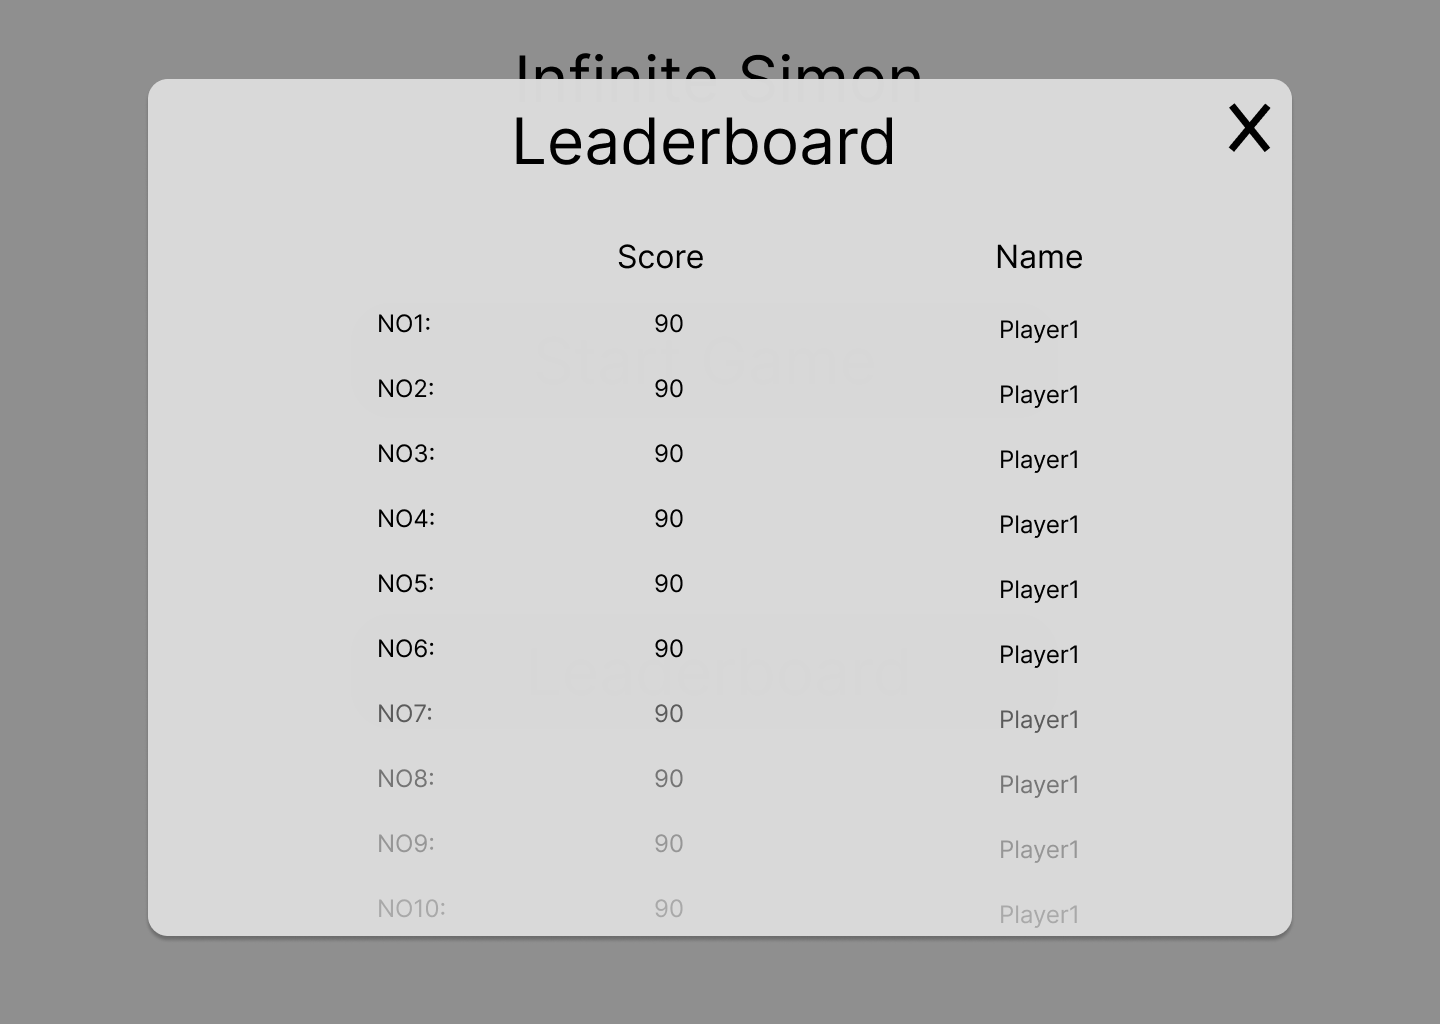 Infinite Simon
Leaderboard
X
Score Name
NO1: 90 Player1
Start Game
NO2: 90 Player1
NO3: 90 Player1
NO4: 90 Player1
NO5: 90 Player1
NO6: 90 Player1
Leaderboard
NO7: 90 Player1
NO8: 90 Player1
NO9: 90 Player1
NO10: 90 Player1